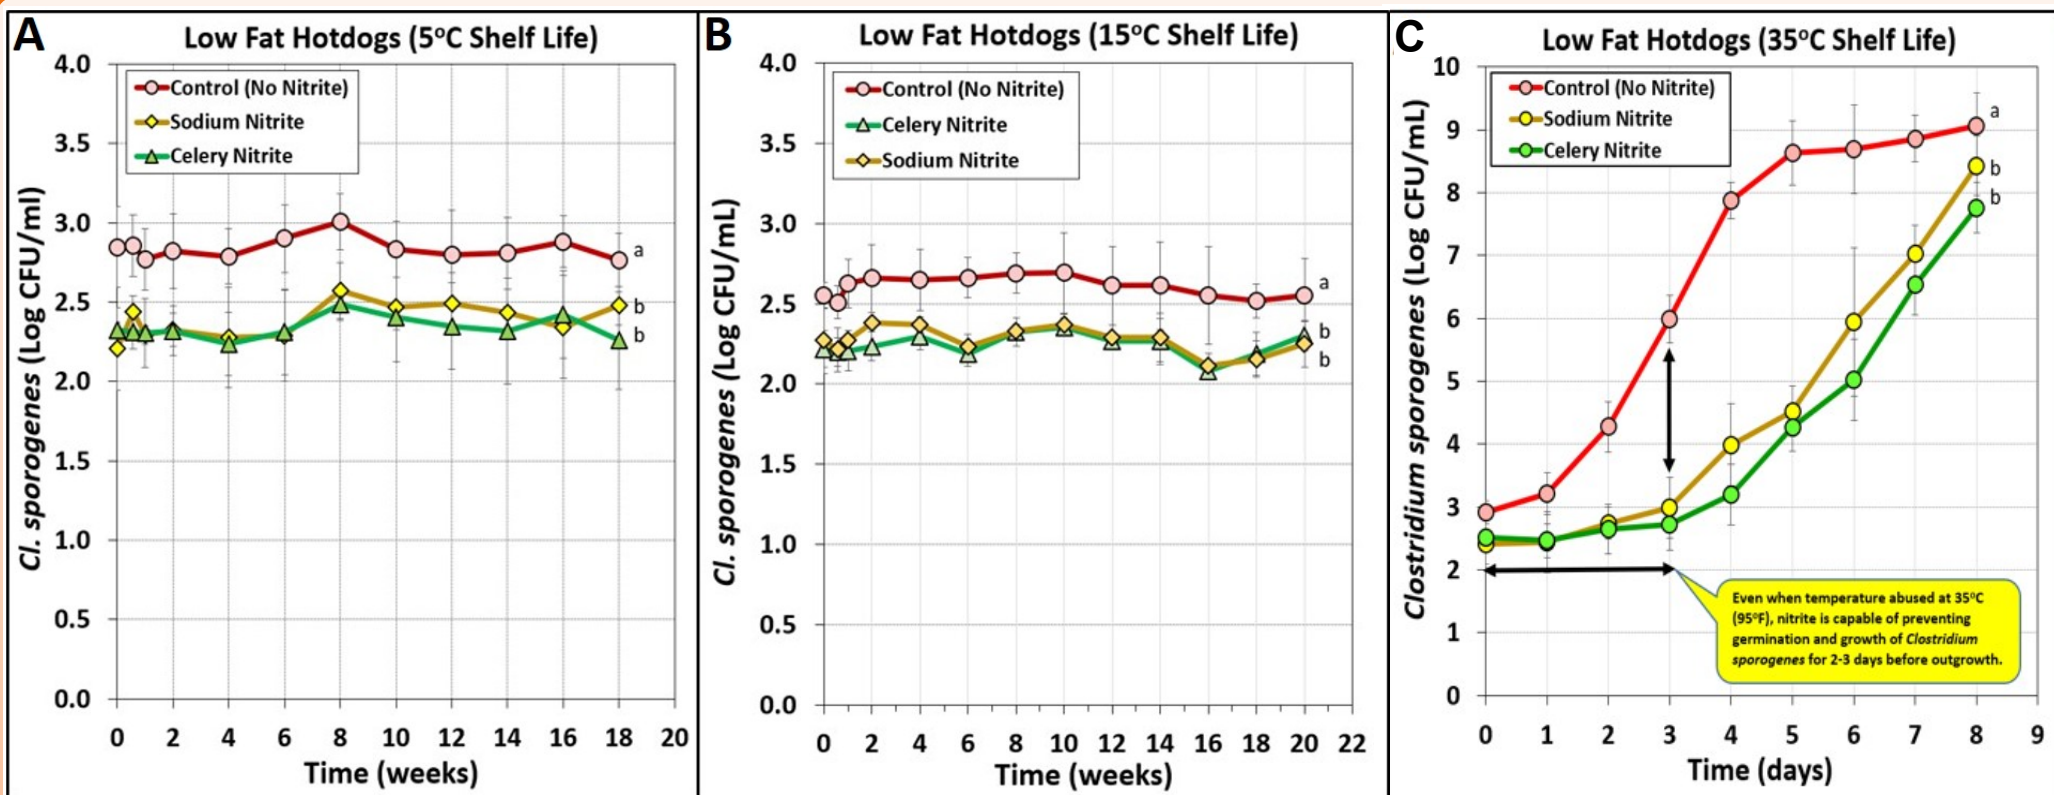 A
Low Fat Hotdogs (5°C Shelf Life)
Control (No Nitrite)
Sodium Nitrite
Celery Nitrite
Cl. sporogenes (Log CFU/ml)
4.0
3.5
3.0
2.5
2.0
1.5
1.0
0.5
0.0
a
b
b
0 2 4 6 8 10 12 14 16 18 20
Time (weeks)
B
Low Fat Hotdogs (15°C Shelf Life)
Control (No Nitrite)
Celery Nitrite
Sodium Nitrite
Cl. sporogenes (Log CFU/mL)
4.0
3.5
3.0
2.5
2.0
1.5
1.0
0.5
0.0
a
b
b
0 2 4 6 8 10 12 14 16 18 20 22
Time (weeks)
C
Low Fat Hotdogs (35°C Shelf Life)
Control (No Nitrite)
Sodium Nitrite
Celery Nitrite
Clostridium sporogenes (Log CFU/mL)
10
9
8
7
6
5
4
3
2
1
0
a
b
b
Even when temperature abused at 35°C
(95°F), nitrite is capable of preventing
germination and growth of Clostridium
sporogenes for 2-3 days before outgrowth.
0 1 2 3 4 5 6 7 8 9
Time (days)